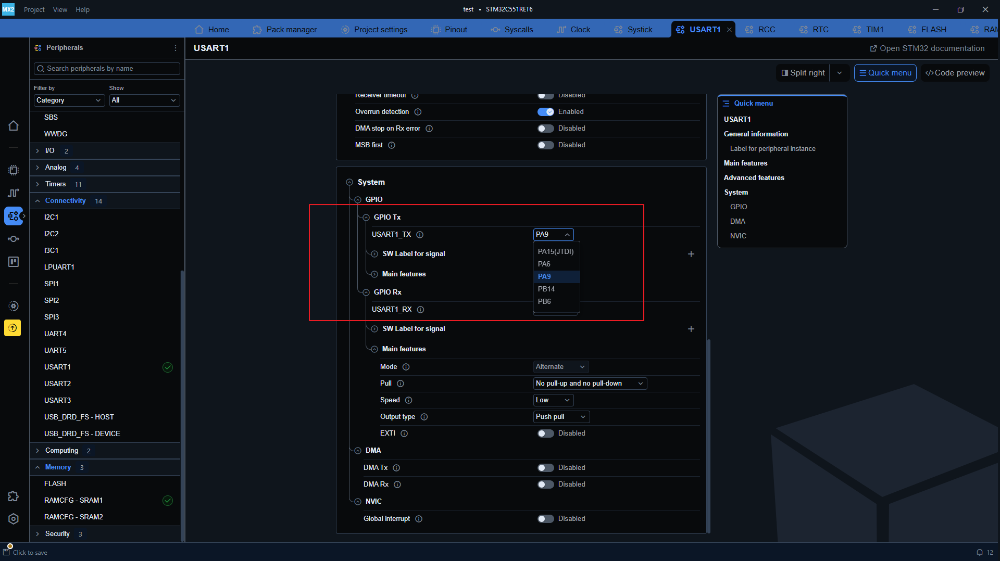 MX2 Project View Help test • STM32C551RET6
Home Pack manager Project settings Pinout Syscalls Clock Systick USART1 RCC RTC TIM1 FLASH RAM
Peripherals
USART1
Open STM32 documentation
Search peripherals by name
Split right Quick menu </>Code preview
Filter by Show
Category All
SBS
WWDG
I/O 2
Analog 4
Timers 11
Connectivity 14
I2C1
I2C2
I3C1
LPUART1
SPI1
SPI2
SPI3
UART4
UART5
USART1
USART2
USART3
USB_DRD_FS - HOST
USB_DRD_FS - DEVICE
Computing 2
Memory 3
FLASH
RAMCFG - SRAM1
RAMCFG - SRAM2
Security 3
Receiver timeout Disabled
Overrun detection Enabled
DMA stop on Rx error Disabled
MSB first Disabled
System
GPIO
GPIO Tx
USART1_TX PA9
PA15(JTDI)
PA6
PA9
PB14
PB6
SW Label for signal
Main features
GPIO Rx
USART1_RX
SW Label for signal
Main features
Mode Alternate
Pull No pull-up and no pull-down
Speed Low
Output type Push pull
EXTI Disabled
DMA
DMA Tx Disabled
DMA Rx Disabled
NVIC
Global interrupt Disabled
Quick menu
USART1
General information
Label for peripheral instance
Main features
Advanced features
System
GPIO
DMA
NVIC
Click to save
12